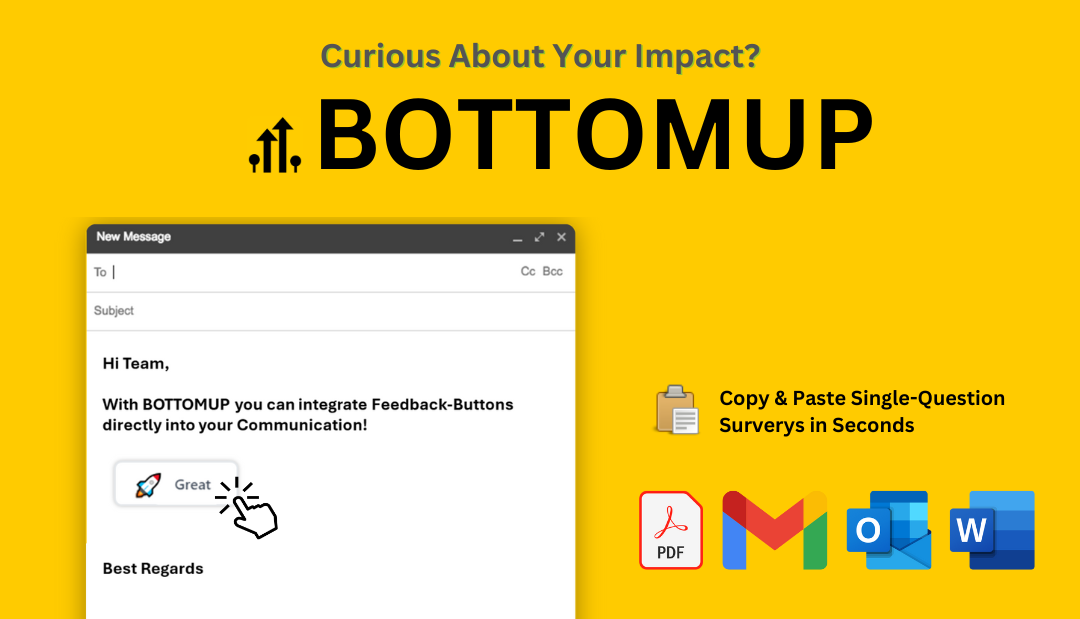 Curious About Your Impact?
BOTTOMUP
New Message
To
Cc Bcc
Subject
Hi Team,
With BOTTOMUP you can integrate Feedback-Buttons
directly into your Communication!
Great
Best Regards
Copy & Paste Single-Question
Surverys in Seconds
PDF
O
W